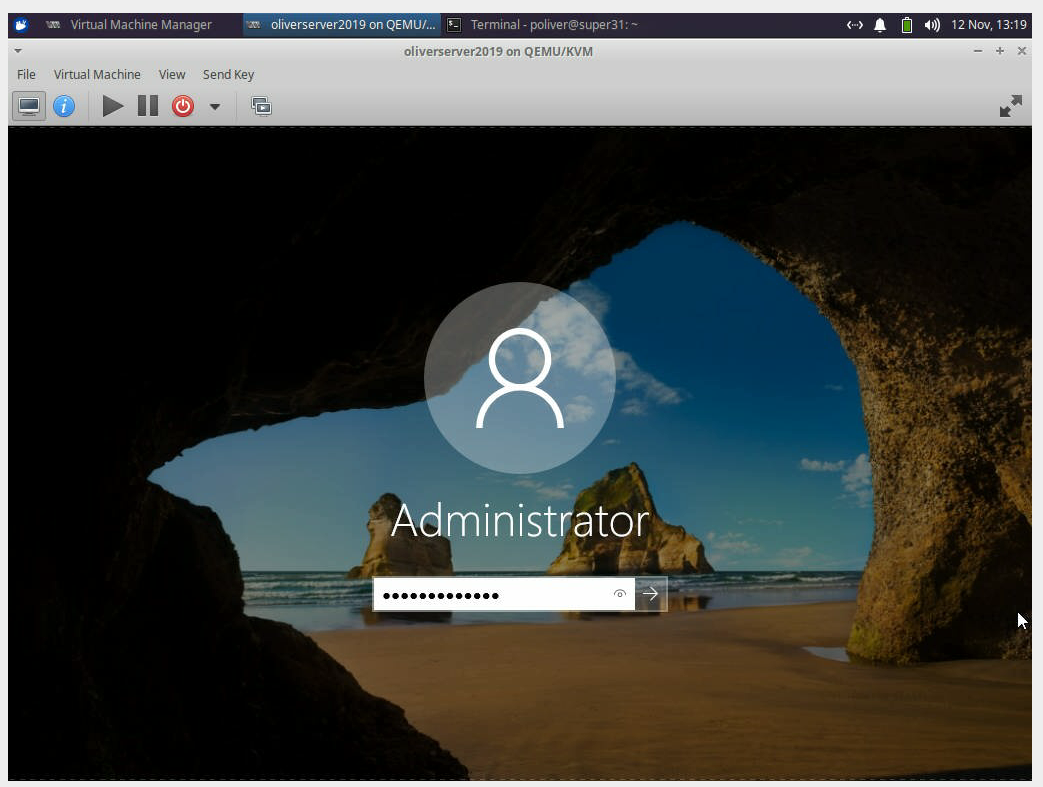 Virtual Machine Manager oliverserver2019 on QEMU/... Terminal - poliver@super31: ~ 12 Nov, 13:19
oliverserver2019 on QEMU/KVM
File Virtual Machine View Send Key
Administrator